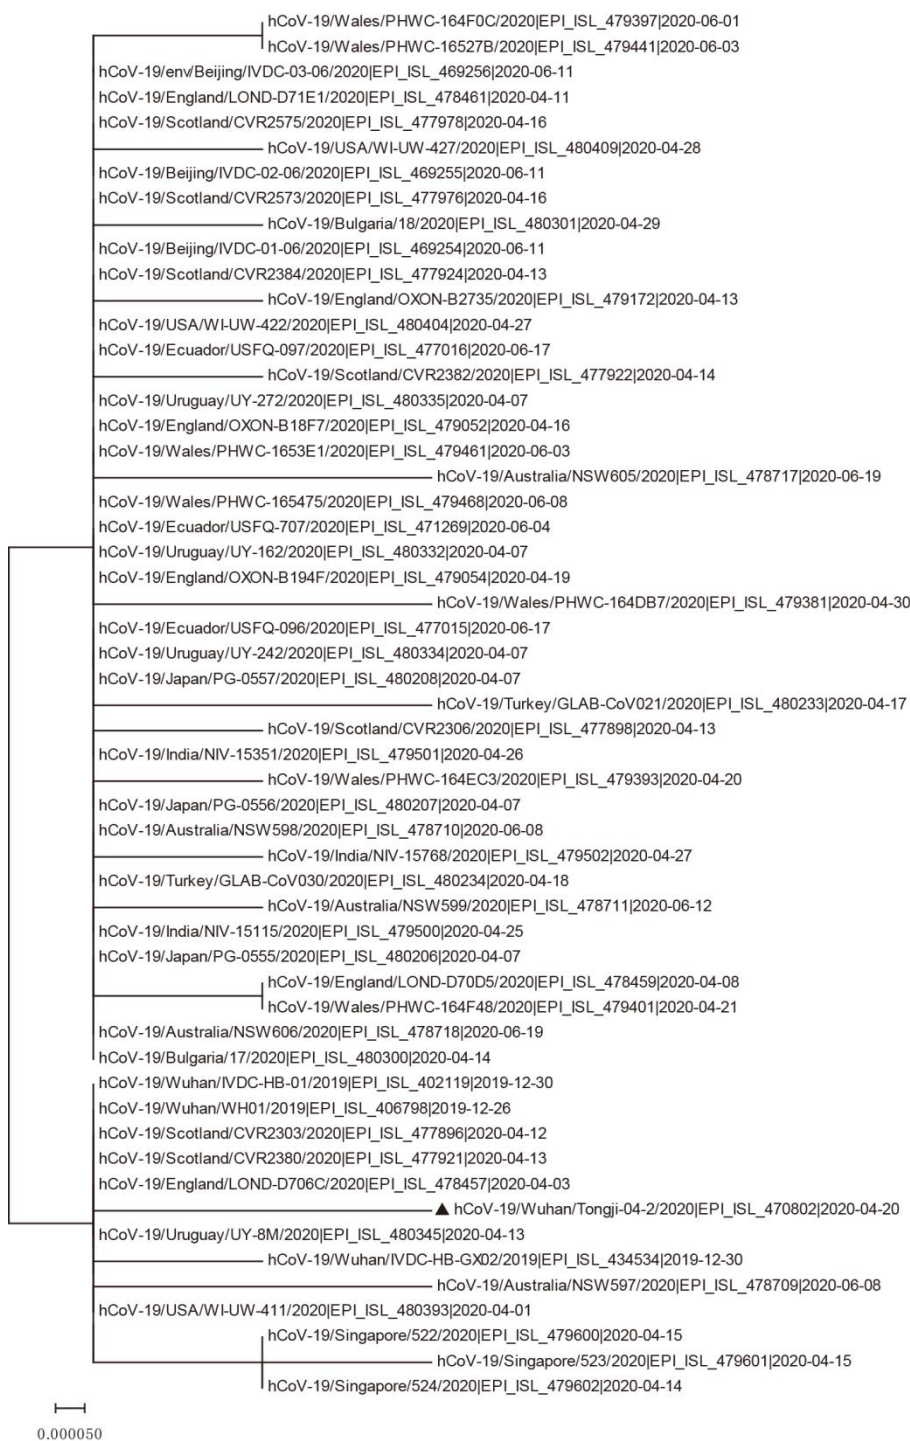 hCoV-19/Wales/PHWC-164F0C/2020|EPI_ISL_479397|2020-06-01
hCoV-19/Wales/PHWC-16527B/2020|EPI_ISL_479441|2020-06-03
hCoV-19/env/Beijing/IVDC-03-06/2020|EPI_ISL_469256|2020-06-11
hCoV-19/England/LOND-D71E1/2020|EPI_ISL_478461|2020-04-11
hCoV-19/Scotland/CVR2575/2020|EPI_ISL_477978|2020-04-16
hCoV-19/USA/WI-UW-427/2020|EPI_ISL_480409|2020-04-28
hCoV-19/Beijing/IVDC-02-06/2020|EPI_ISL_469255|2020-06-11
hCoV-19/Scotland/CVR2573/2020|EPI_ISL_477976|2020-04-16
hCoV-19/Bulgaria/18/2020|EPI_ISL_480301|2020-04-29
hCoV-19/Beijing/IVDC-01-06/2020|EPI_ISL_469254|2020-06-11
hCoV-19/Scotland/CVR2384/2020|EPI_ISL_477924|2020-04-13
hCoV-19/England/OXON-B2735/2020|EPI_ISL_479172|2020-04-13
hCoV-19/USA/WI-UW-422/2020|EPI_ISL_480404|2020-04-27
hCoV-19/Ecuador/USFQ-097/2020|EPI_ISL_477016|2020-06-17
hCoV-19/Scotland/CVR2382/2020|EPI_ISL_477922|2020-04-14
hCoV-19/Uruguay/UY-272/2020|EPI_ISL_480335|2020-04-07
hCoV-19/England/OXON-B18F7/2020|EPI_ISL_479052|2020-04-16
hCoV-19/Wales/PHWC-1653E1/2020|EPI_ISL_479461|2020-06-03
hCoV-19/Australia/NSW605/2020|EPI_ISL_478717|2020-06-19
hCoV-19/Wales/PHWC-165475/2020|EPI_ISL_479468|2020-06-08
hCoV-19/Ecuador/USFQ-707/2020|EPI_ISL_471269|2020-06-04
hCoV-19/Uruguay/UY-162/2020|EPI_ISL_480332|2020-04-07
hCoV-19/England/OXON-B194F/2020|EPI_ISL_479054|2020-04-19
hCoV-19/Wales/PHWC-164DB7/2020|EPI_ISL_479381|2020-04-30
hCoV-19/Ecuador/USFQ-096/2020|EPI_ISL_477015|2020-06-17
hCoV-19/Uruguay/UY-242/2020|EPI_ISL_480334|2020-04-07
hCoV-19/Japan/PG-0557/2020|EPI_ISL_480208|2020-04-07
hCoV-19/Turkey/GLAB-CoV021/2020|EPI_ISL_480233|2020-04-17
hCoV-19/Scotland/CVR2306/2020|EPI_ISL_477898|2020-04-13
hCoV-19/India/NIV-15351/2020|EPI_ISL_479501|2020-04-26
hCoV-19/Wales/PHWC-164EC3/2020|EPI_ISL_479393|2020-04-20
hCoV-19/Japan/PG-0556/2020|EPI_ISL_480207|2020-04-07
hCoV-19/Australia/NSW598/2020|EPI_ISL_478710|2020-06-08
hCoV-19/India/NIV-15768/2020|EPI_ISL_479502|2020-04-27
hCoV-19/Turkey/GLAB-CoV030/2020|EPI_ISL_480234|2020-04-18
hCoV-19/Australia/NSW599/2020|EPI_ISL_478711|2020-06-12
hCoV-19/India/NIV-15115/2020|EPI_ISL_479500|2020-04-25
hCoV-19/Japan/PG-0555/2020|EPI_ISL_480206|2020-04-07
hCoV-19/England/LOND-D70D5/2020|EPI_ISL_478459|2020-04-08
hCoV-19/Wales/PHWC-164F48/2020|EPI_ISL_479401|2020-04-21
hCoV-19/Australia/NSW606/2020|EPI_ISL_478718|2020-06-19
hCoV-19/Bulgaria/17/2020|EPI_ISL_480300|2020-04-14
hCoV-19/Wuhan/IVDC-HB-01/2019|EPI_ISL_402119|2019-12-30
hCoV-19/Wuhan/WH01/2019|EPI_ISL_406798|2019-12-26
hCoV-19/Scotland/CVR2303/2020|EPI_ISL_477896|2020-04-12
hCoV-19/Scotland/CVR2380/2020|EPI_ISL_477921|2020-04-13
hCoV-19/England/LOND-D706C/2020|EPI_ISL_478457|2020-04-03
hCoV-19/Wuhan/Tongji-04-2/2020|EPI_ISL_470802|2020-04-20
hCoV-19/Uruguay/UY-8M/2020|EPI_ISL_480345|2020-04-13
hCoV-19/Wuhan/IVDC-HB-GX02/2019|EPI_ISL_434534|2019-12-30
hCoV-19/Australia/NSW597/2020|EPI_ISL_478709|2020-06-08
hCoV-19/USA/WI-UW-411/2020|EPI_ISL_480393|2020-04-01
hCoV-19/Singapore/522/2020|EPI_ISL_479600|2020-04-15
hCoV-19/Singapore/523/2020|EPI_ISL_479601|2020-04-15
hCoV-19/Singapore/524/2020|EPI_ISL_479602|2020-04-14
0.000050